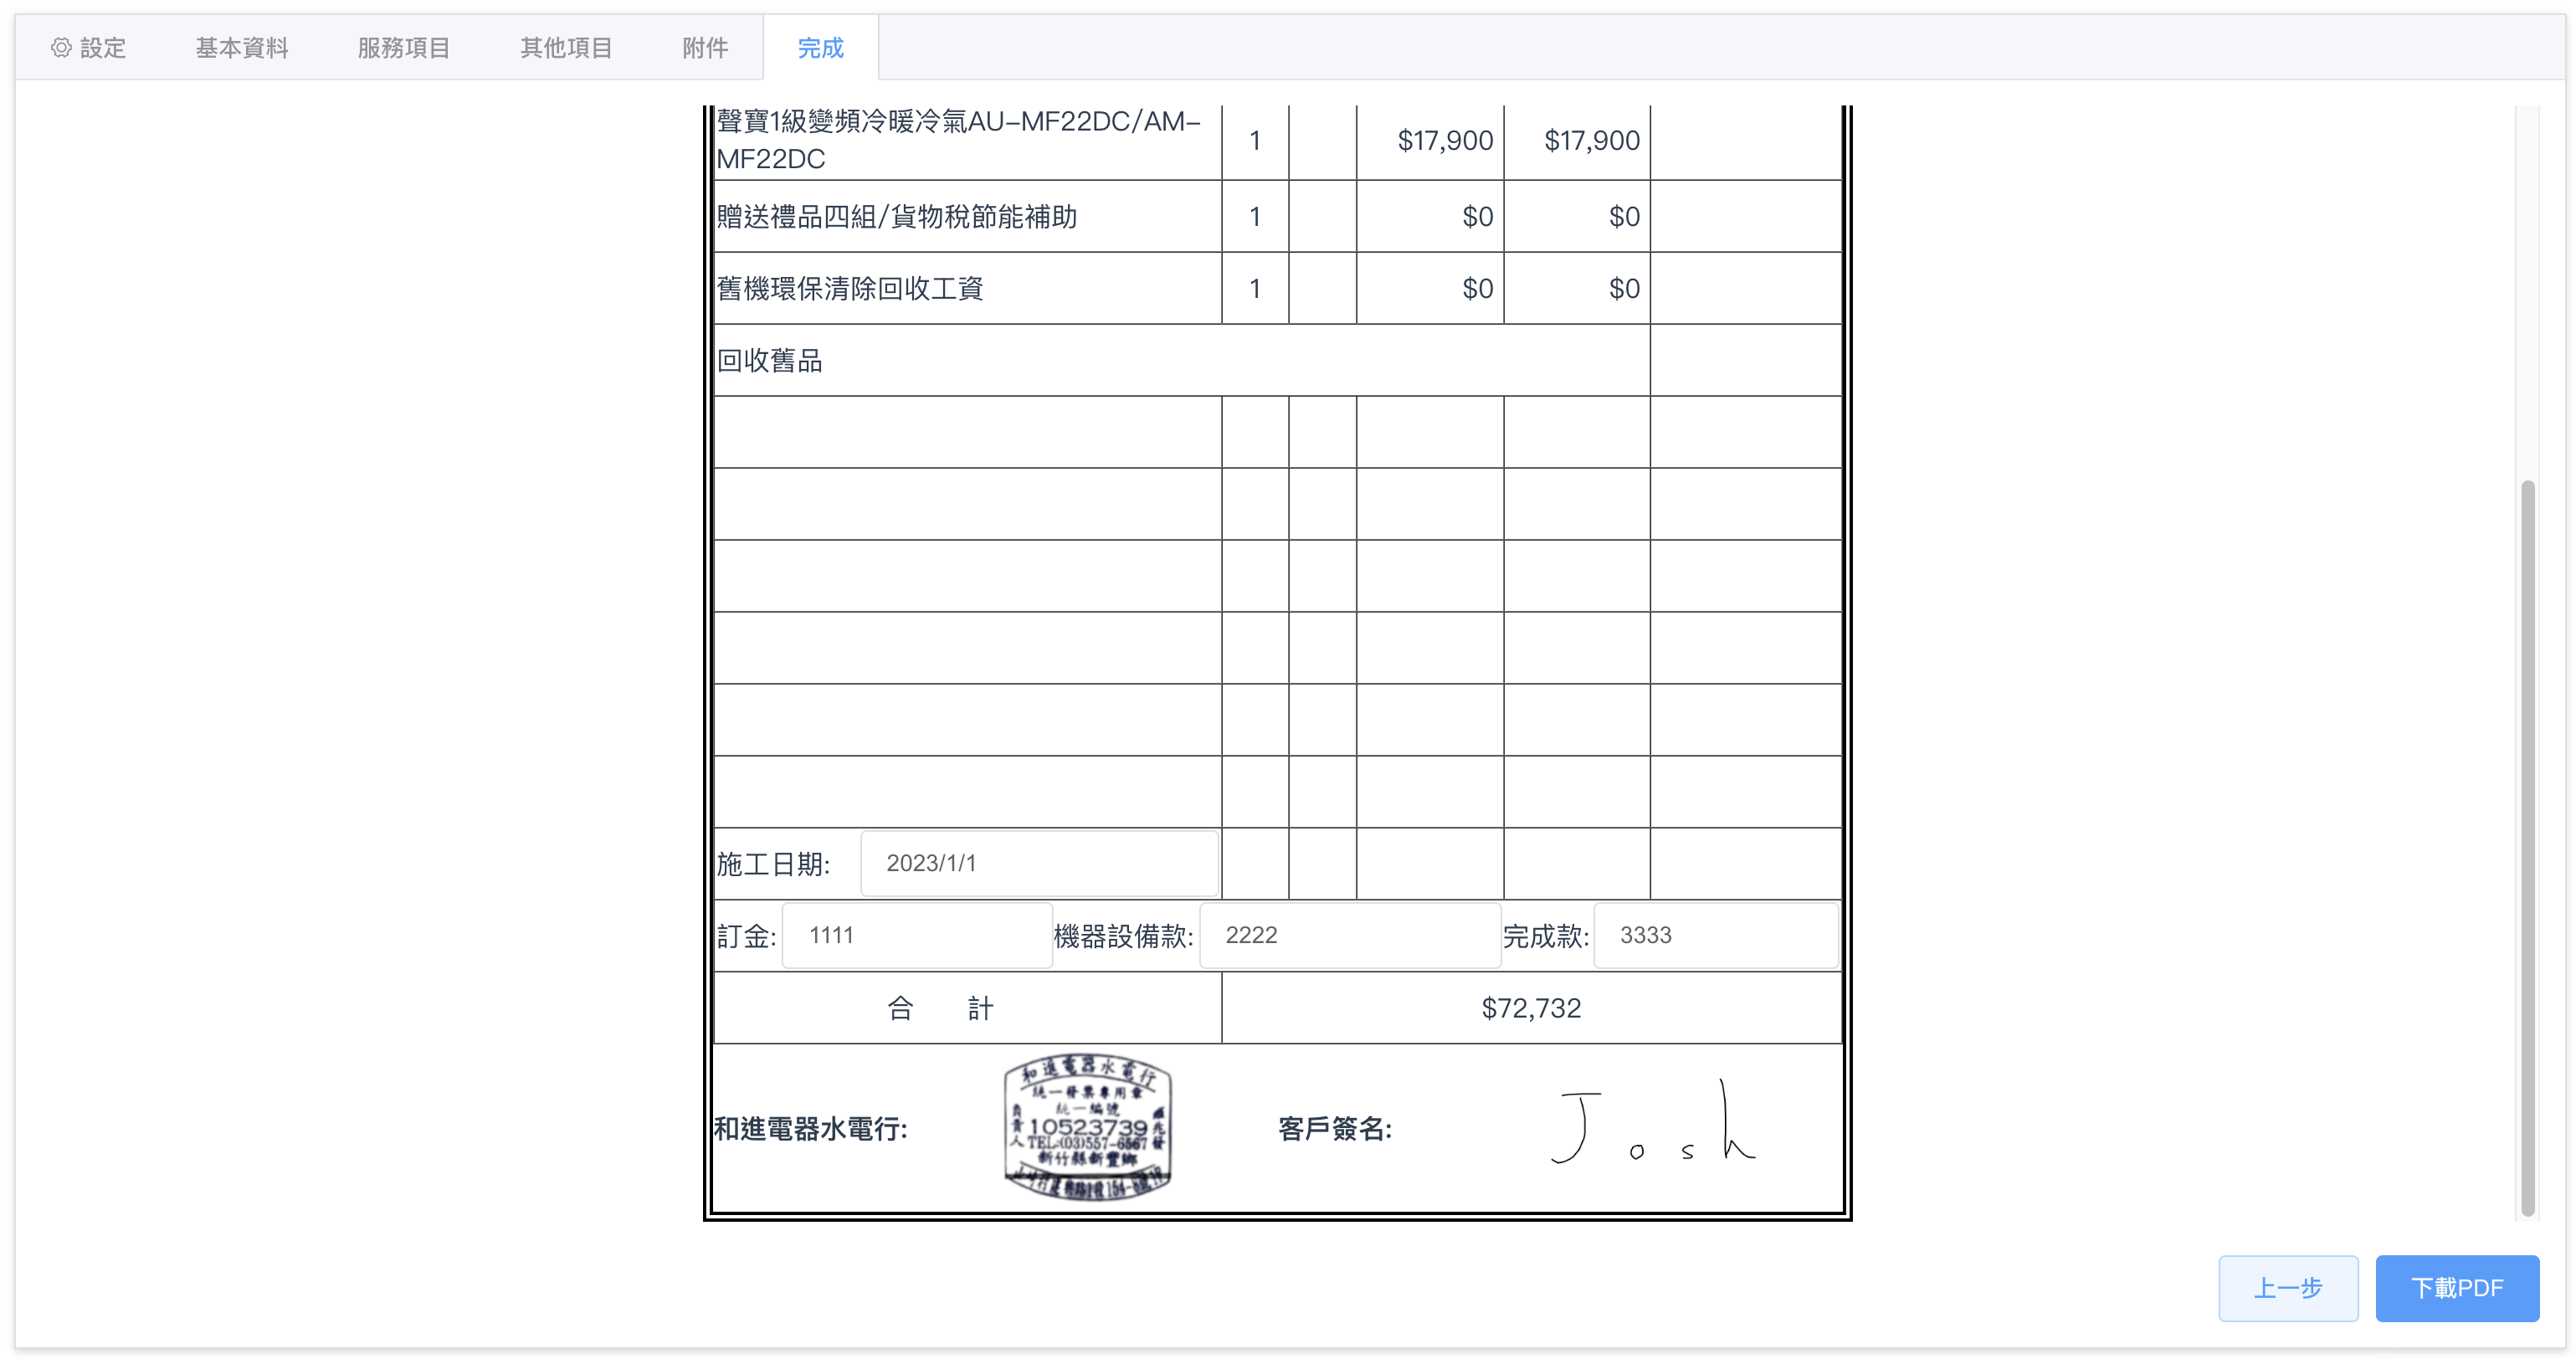 設定 基本資料 服務項目 其他項目 附件 完成
聲寶1級變頻冷暖冷氣AU-MF22DC/AM-
MF22DC 1 $17,900 $17,900
贈送禮品四組/貨物稅節能補助 1 $0 $0
舊機環保清除回收工資 1 $0 $0
回收舊品
施工日期: 2023/1/1
訂金: 1111 機器設備款: 2222 完成款: 3333
合 計 $72,732
和進電器水電行:
和進電器水電行
統一發票專用章
統一編號
負責人
10523739
TEL:(03)557-6567
新竹縣新豐鄉
客戶簽名: Josh
上一步 下載PDF